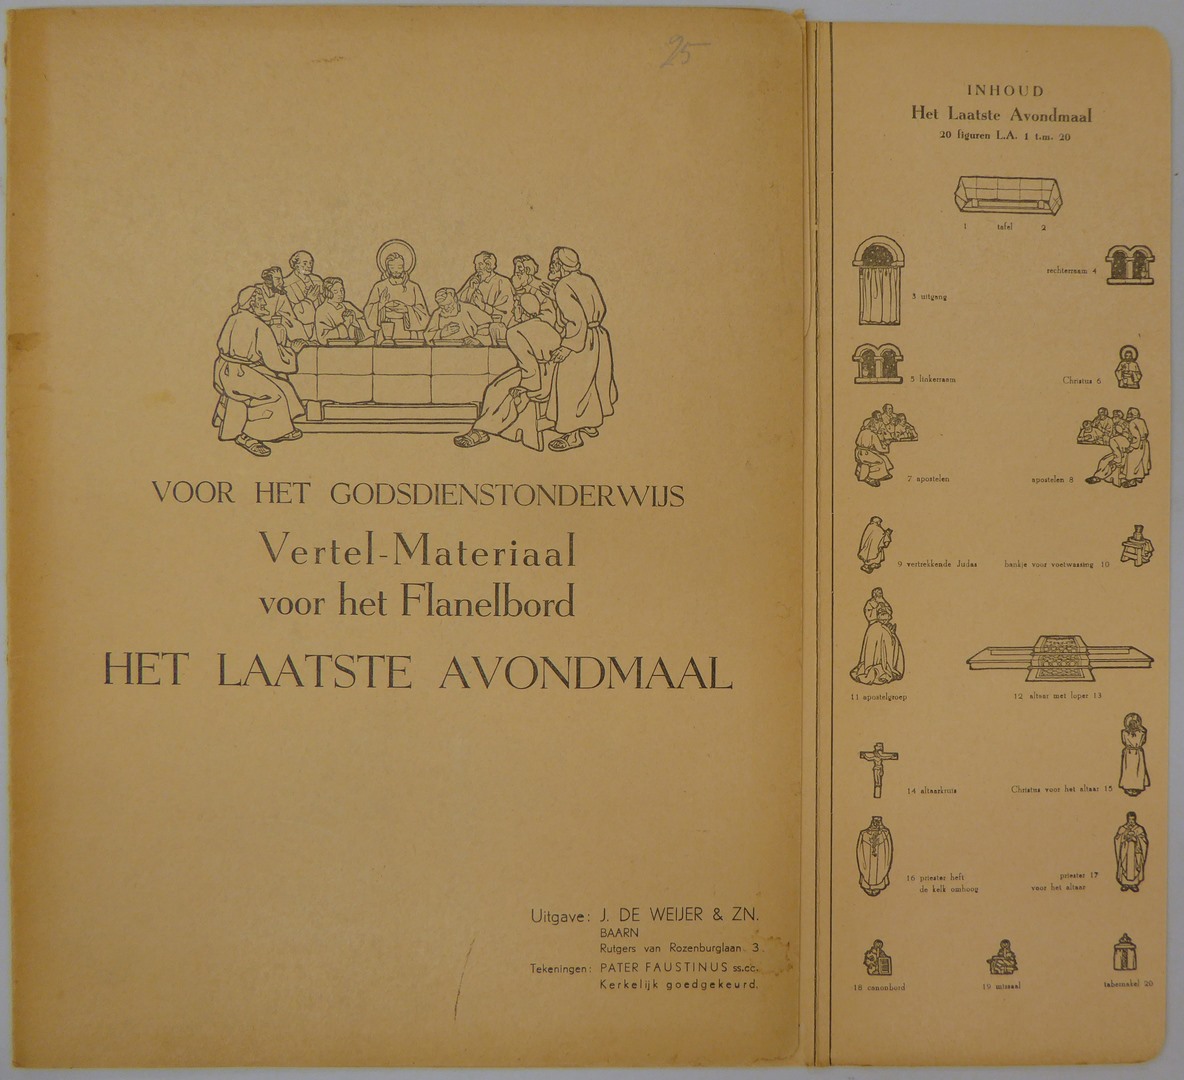 25
VOOR HET GODSDIENSTONDERWIJS
Vertel-Materiaal
voor het Flanelbord
HET LAATSTE AVONDMAAL
Uitgave: J. DE WEIJER & ZN.
BAARN
Rutgers van Rozenburglaan 3.
Tekeningen: PATER FAUSTINUS ss.cc.
Kerkelijk goedgekeurd.
INHOUD
Het Laatste Avondmaal
20 figuren L.A. 1 t.m. 20
1 tafel 2
rechterraam 4
3 uitgang
5 linkerraam
Christus 6
7 apostelen
apostelen 8
9 vertrekkende Judas
bankje voor voetwassing 10
11 apostelgroep
12 altaar met loper 13
14 altaarkruis
Christus voor het altaar 15
16 priester heft
de kelk omhoog
priester 17
voor het altaar
18 canonbord
19 missaal
tabernakel 20